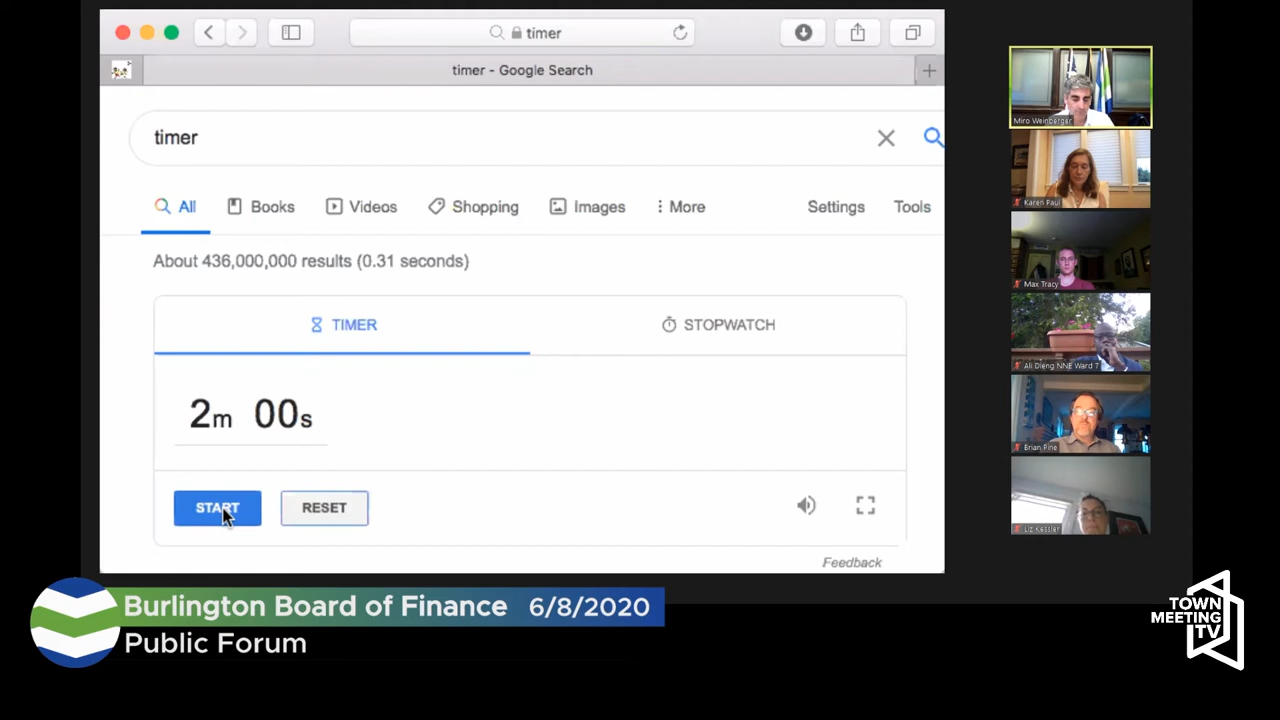 timer
timer - Google Search
timer
All Books Videos Shopping Images More Settings Tools
About 436,000,000 results (0.31 seconds)
TIMER STOPWATCH
2m 00s
START RESET
Feedback
Miro Weinberger
Karen Paul
Max Tracy
Ali Dieng NNE Ward 7
Brian Pine
Liz Kessler
Burlington Board of Finance 6/8/2020
Public Forum
TOWN
MEETING
TV